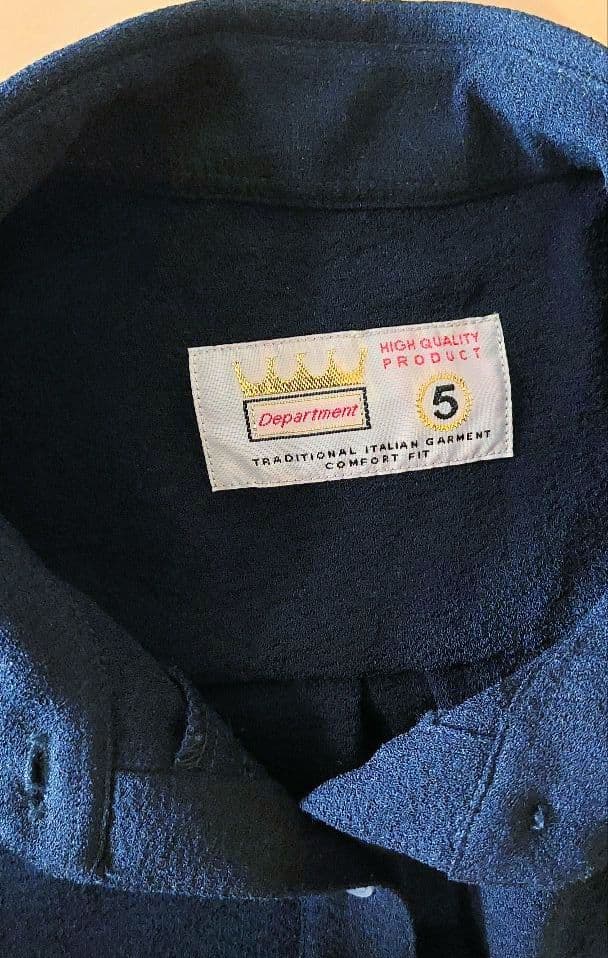 HIGH QUALITY
PRODUCT
Department
5
TRADITIONAL ITALIAN GARMENT
COMFORT FIT